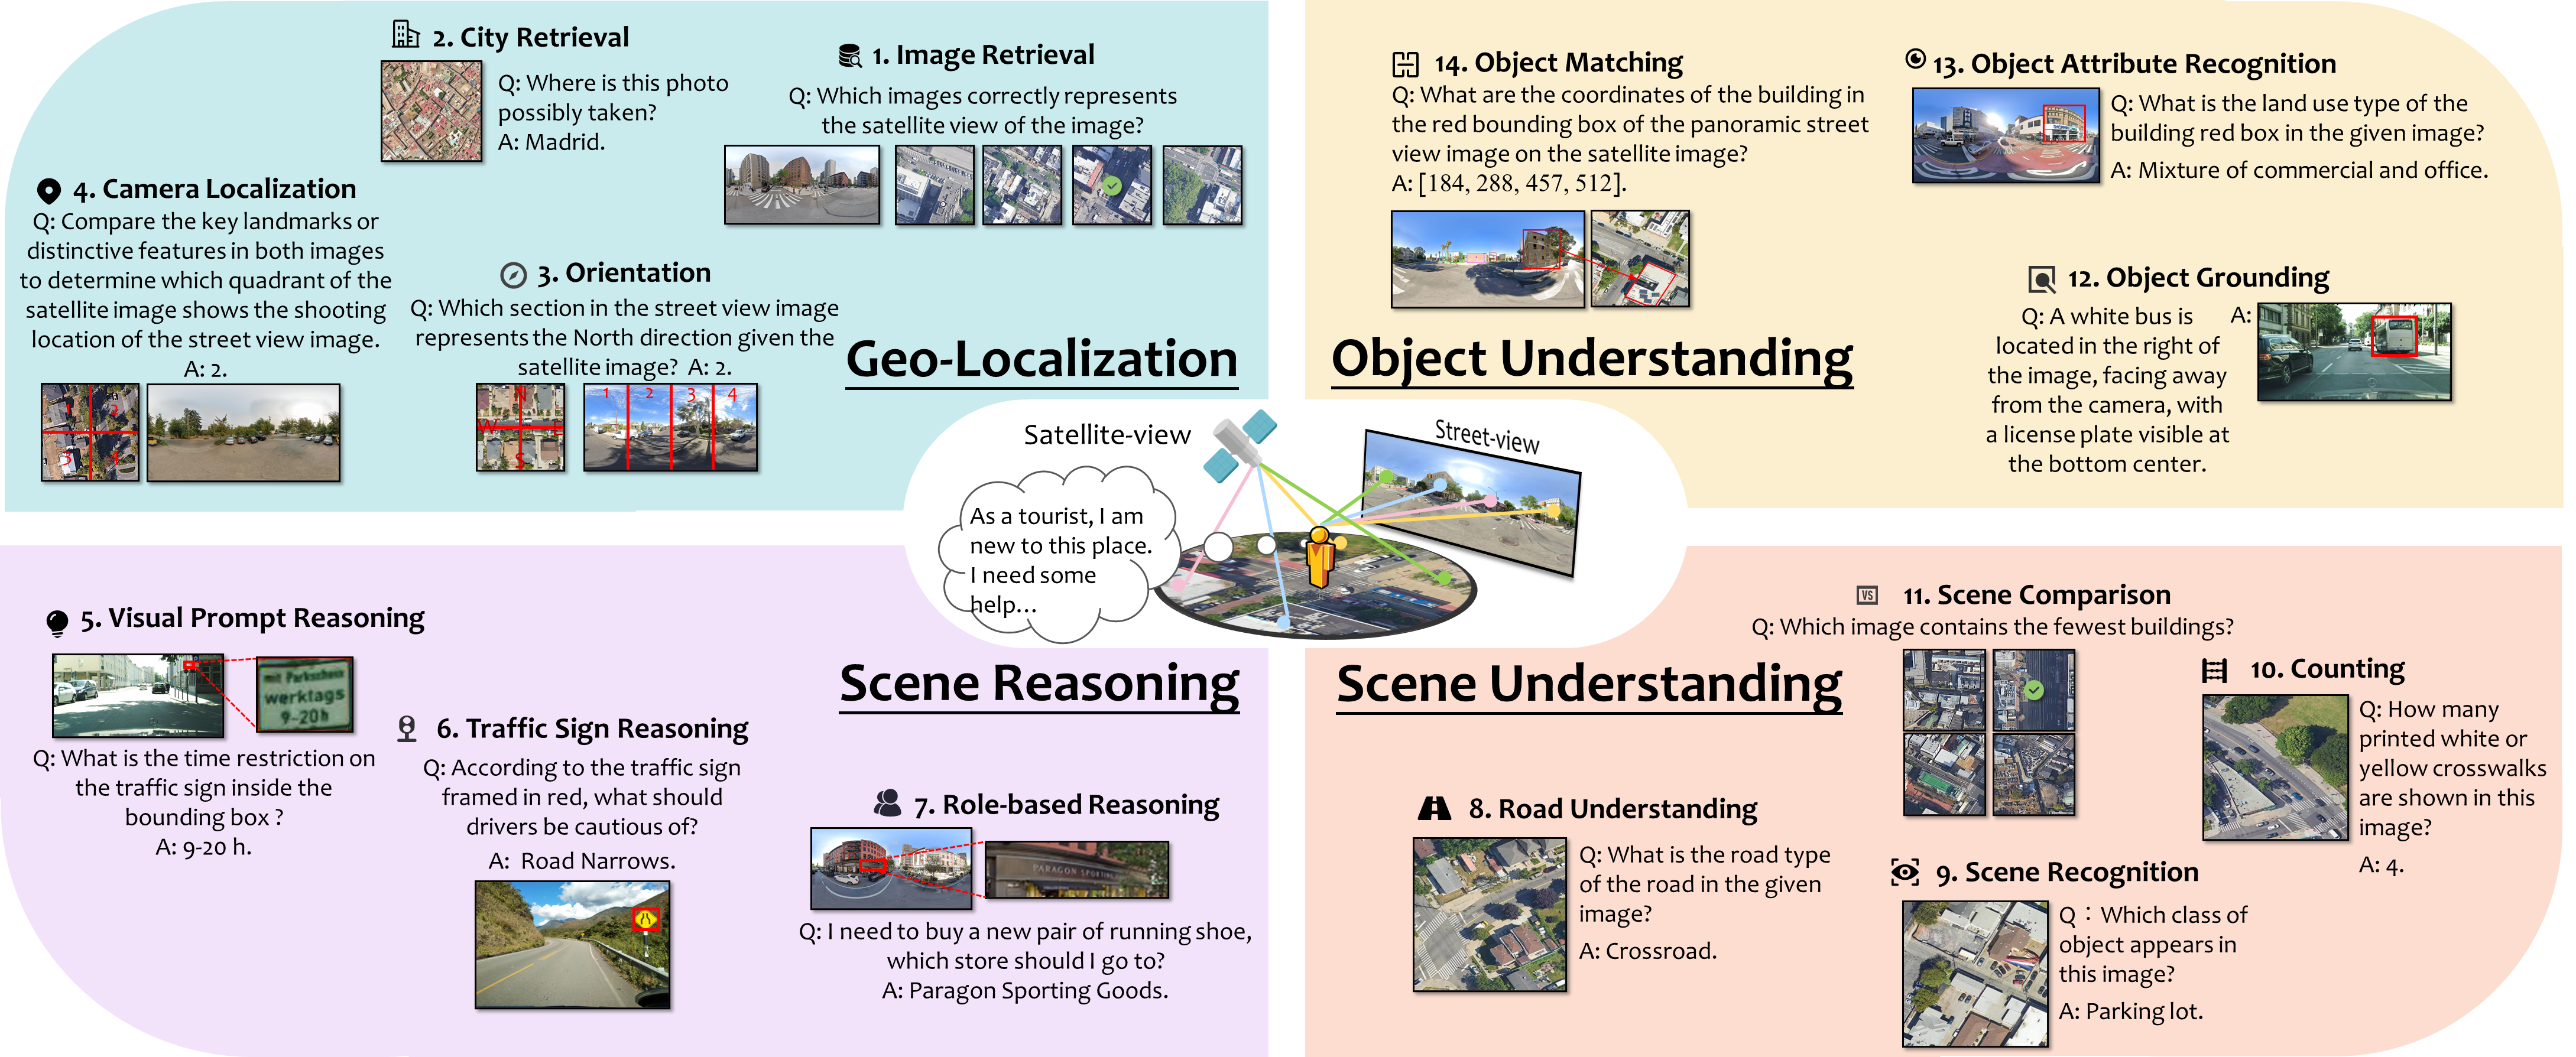 2. City Retrieval
Q: Where is this photo
possibly taken?
A: Madrid.
1. Image Retrieval
Q: Which images correctly represents
the satellite view of the image?
4. Camera Localization
Q: Compare the key landmarks or
distinctive features in both images
to determine which quadrant of the
satellite image shows the shooting
location of the street view image.
A: 2.
1 2
3 4
3. Orientation
Q: Which section in the street view image
represents the North direction given the
satellite image? A: 2.
N
W E
S
1 2 3 4
Geo-Localization
14. Object Matching
Q: What are the coordinates of the building in
the red bounding box of the panoramic street
view image on the satellite image?
A: [184, 288, 457, 512].
13. Object Attribute Recognition
Q: What is the land use type of the
building red box in the given image?
A: Mixture of commercial and office.
12. Object Grounding
Q: A white bus is
located in the right of
the image, facing away
from the camera, with
a license plate visible at
the bottom center.
A:
Object Understanding
Satellite-view
Street-view
As a tourist, I am
new to this place.
I need some
help...
5. Visual Prompt Reasoning
mit Parkschein
werktags
9-20h
Q: What is the time restriction on
the traffic sign inside the
bounding box ?
A: 9-20 h.
6. Traffic Sign Reasoning
Q: According to the traffic sign
framed in red, what should
drivers be cautious of?
A: Road Narrows.
Scene Reasoning
7. Role-based Reasoning
PARAGON SPORTING
Q: I need to buy a new pair of running shoe,
which store should I go to?
A: Paragon Sporting Goods.
Scene Understanding
VS
11. Scene Comparison
Q: Which image contains the fewest buildings?
10. Counting
Q: How many
printed white or
yellow crosswalks
are shown in this
image?
A: 4.
8. Road Understanding
Q: What is the road type
of the road in the given
image?
A: Crossroad.
9. Scene Recognition
Q：Which class of
object appears in
this image?
A: Parking lot.